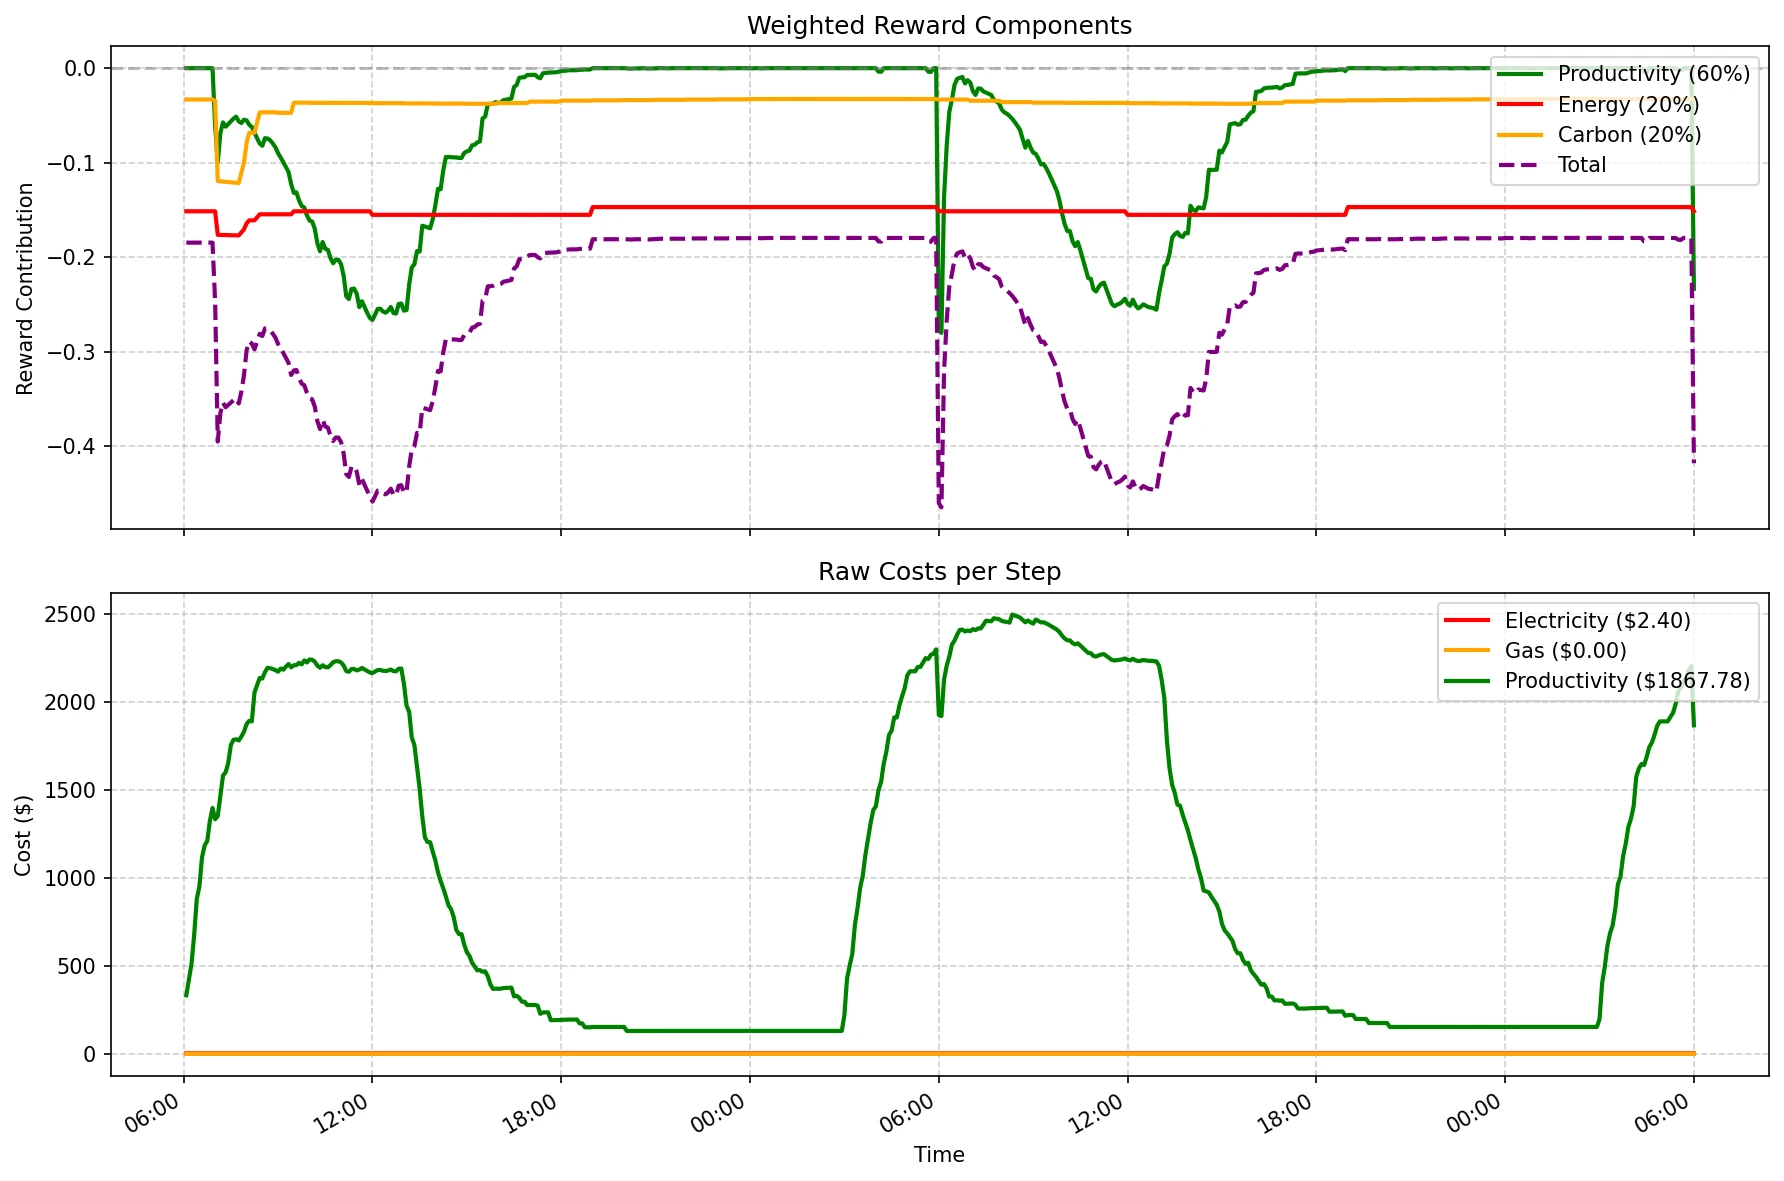 Weighted Reward Components
Reward Contribution
0.0
−0.1
−0.2
−0.3
−0.4
Productivity (60%)
Energy (20%)
Carbon (20%)
Total
Raw Costs per Step
Cost ($)
2500
2000
1500
1000
500
0
Electricity ($2.40)
Gas ($0.00)
Productivity ($1867.78)
06:00
12:00
18:00
00:00
06:00
12:00
18:00
00:00
06:00
Time